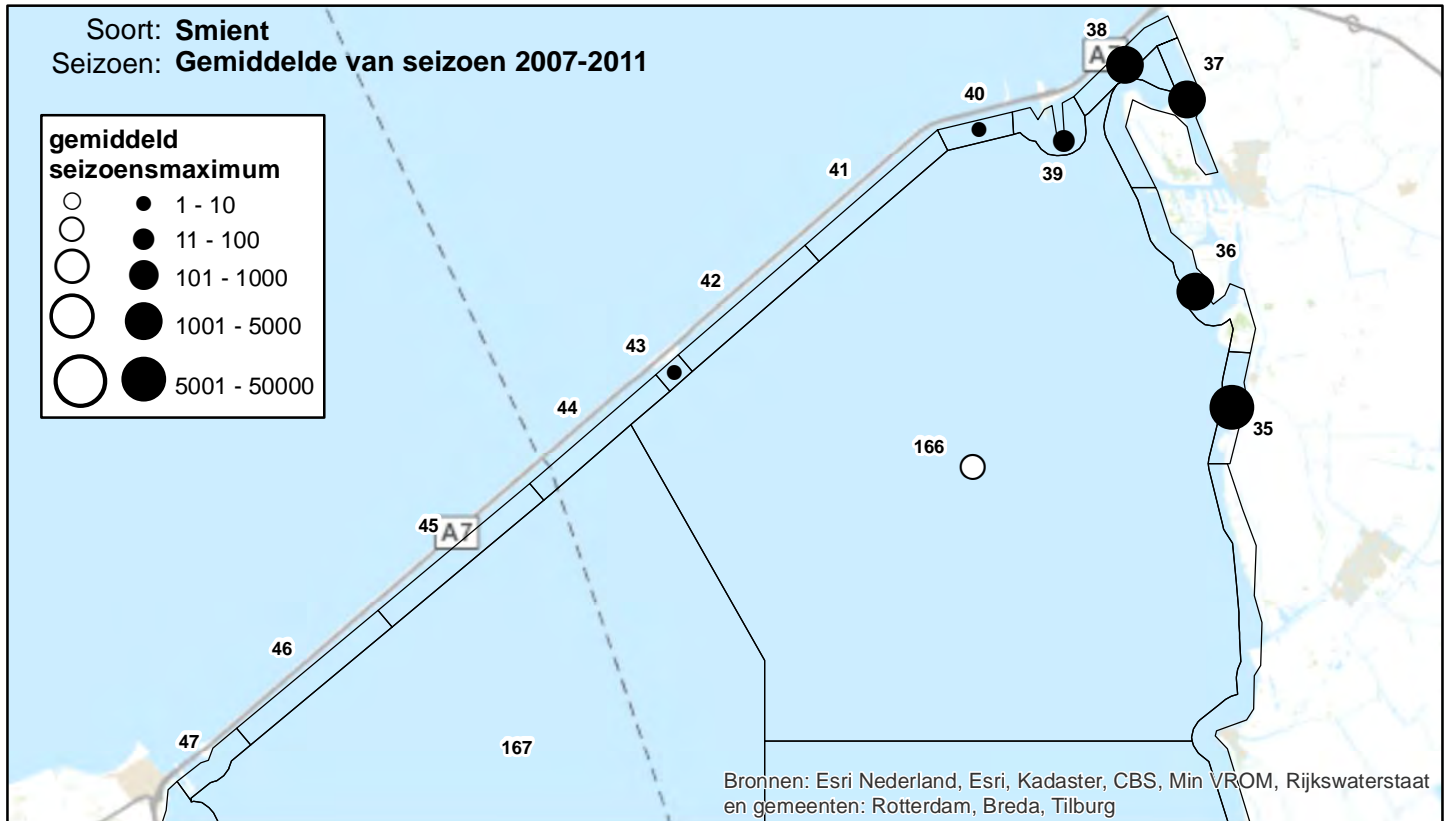 Soort: Smient
Seizoen: Gemiddelde van seizoen 2007-2011
gemiddeld
seizoensmaximum
1 - 10
11 - 100
101 - 1000
1001 - 5000
5001 - 50000
38
A7
37
40
39
41
36
42
43
44
35
166
45
A7
46
47
167
Bronnen: Esri Nederland, Esri, Kadaster, CBS, Min VROM, Rijkswaterstaat
en gemeenten: Rotterdam, Breda, Tilburg